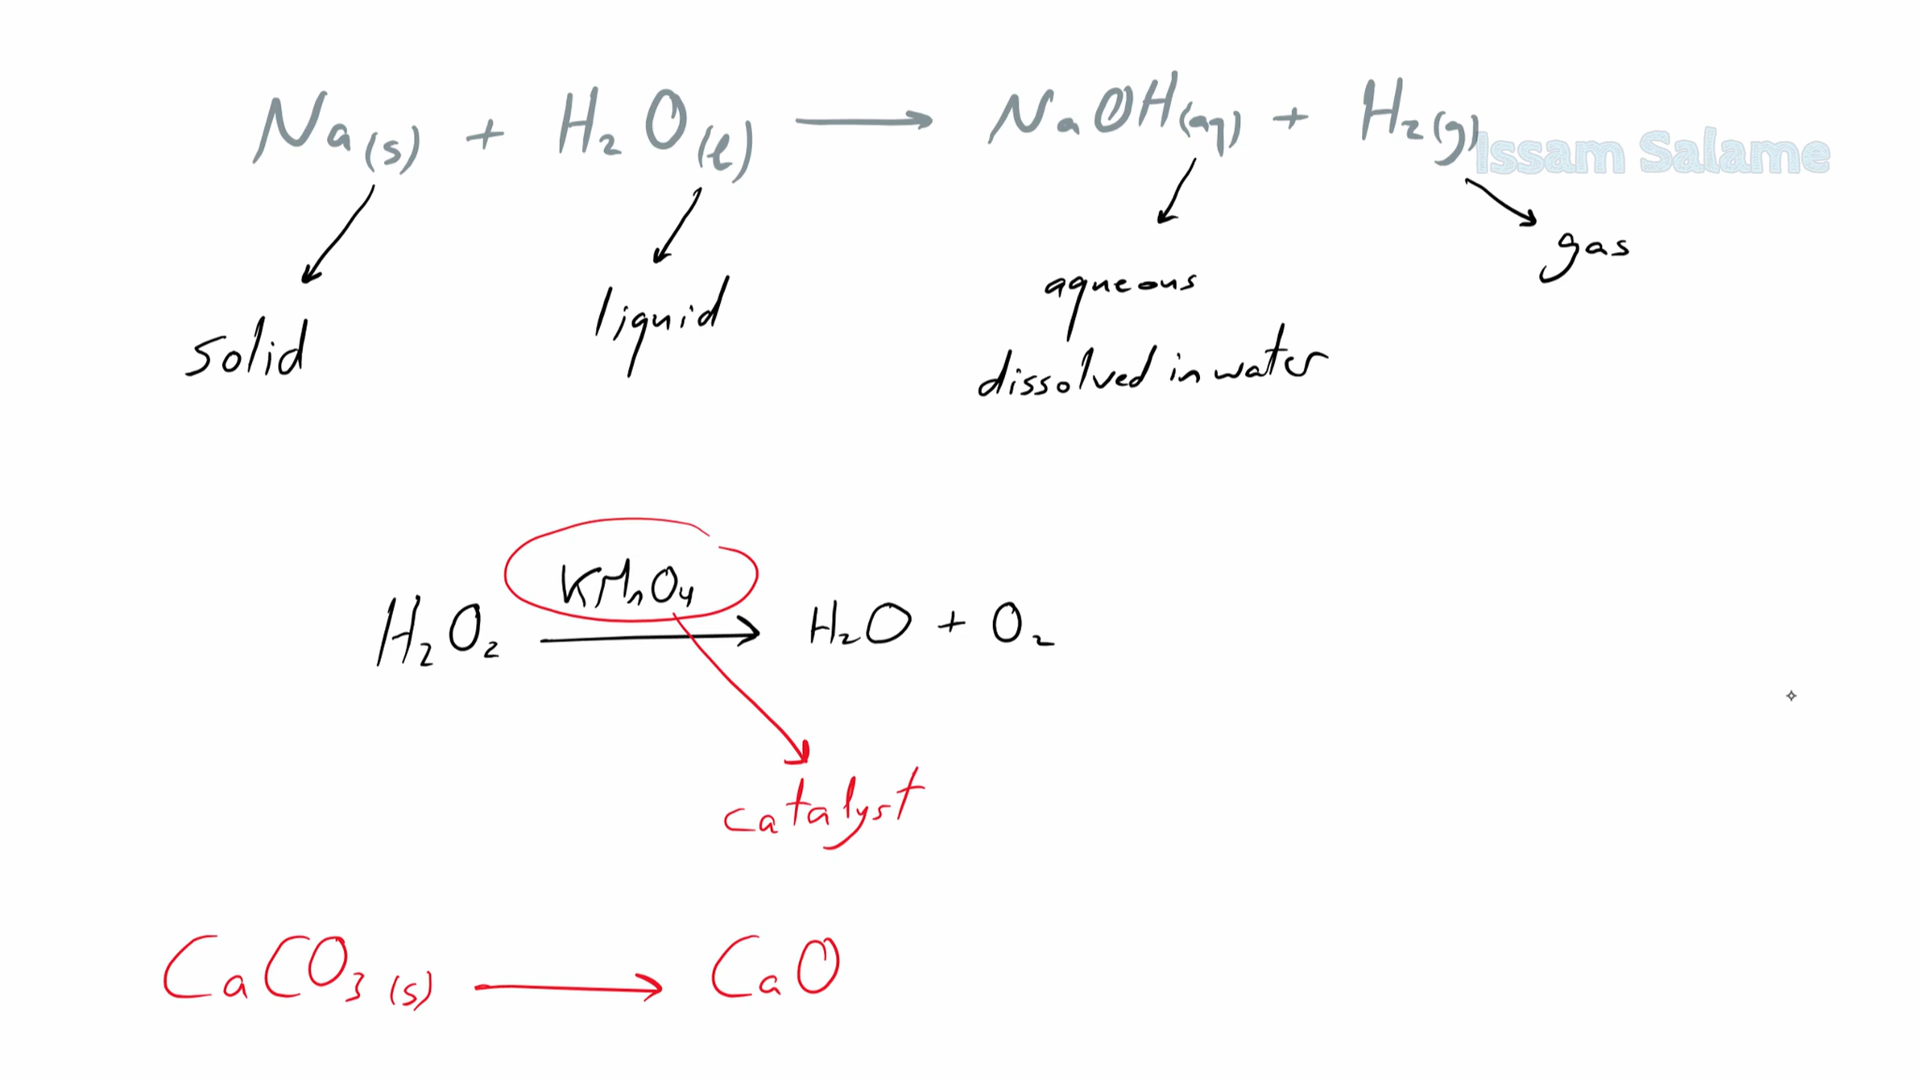 Na(s) + H₂O(l) → NaOH(aq) + H₂(g)
Issam Salame
solid
liquid
aqueous
dissolved in water
gas
H₂O₂ KMnO₄ → H₂O + O₂
catalyst
CaCO₃(s) → CaO